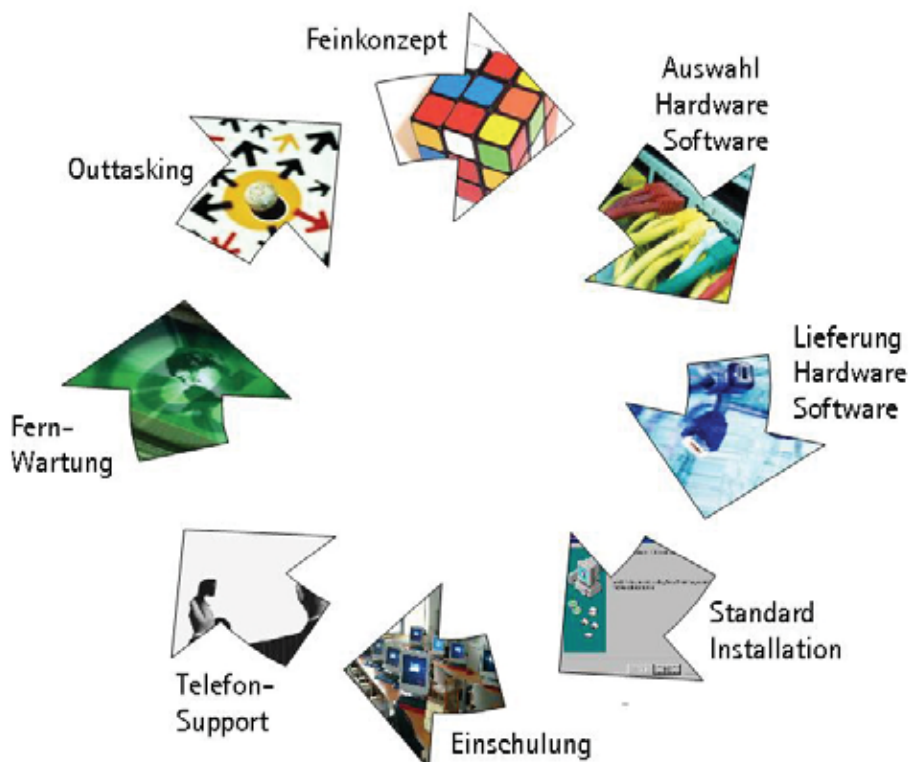 Feinkonzept
Auswahl
Hardware
Software
Lieferung
Hardware
Software
Standard
Installation
Einschulung
Telefon-
Support
Fern-
Wartung
Outtasking